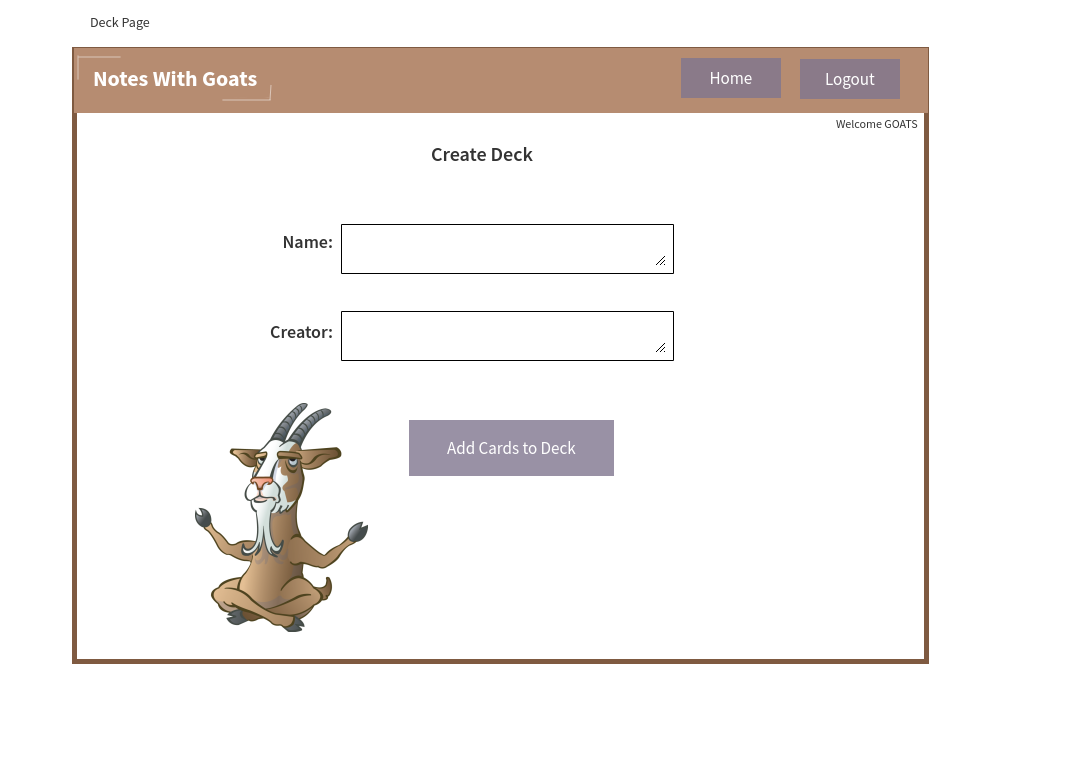 Deck Page
Notes With Goats
Home
Logout
Welcome GOATS
Create Deck
Name:
Creator:
Add Cards to Deck